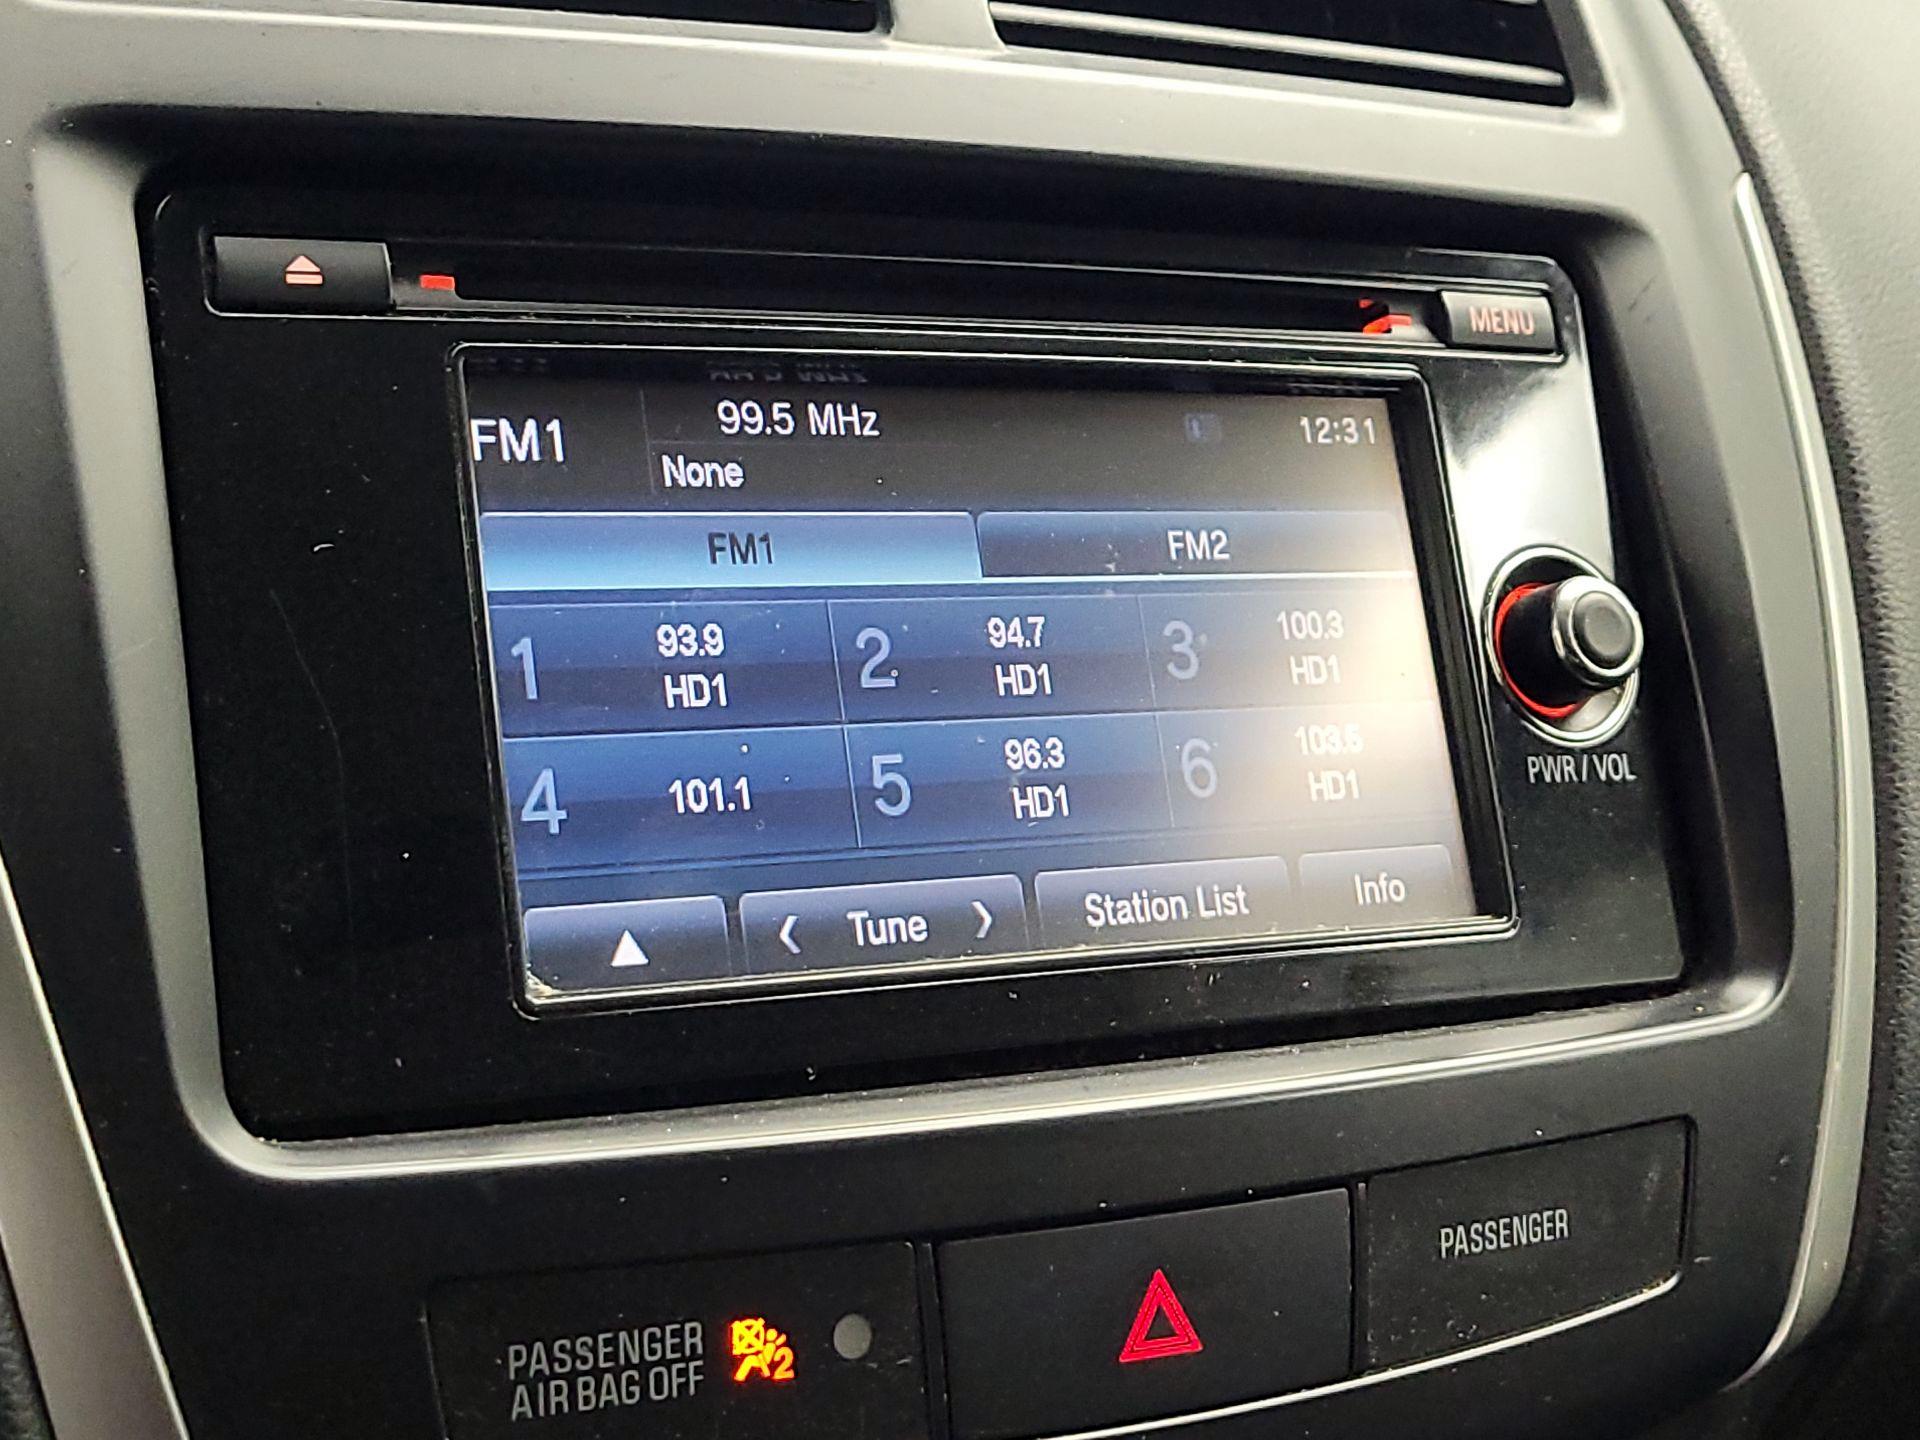 MENU
FM1
99.5 MHz
12:31
None
FM1
FM2
1
93.9
HD1
2
94.7
HD1
3
100.3
HD1
4
101.1
5
96.3
HD1
6
103.5
HD1
Tune
Station List
Info
PWR / VOL
PASSENGER
AIR BAG OFF
2
PASSENGER